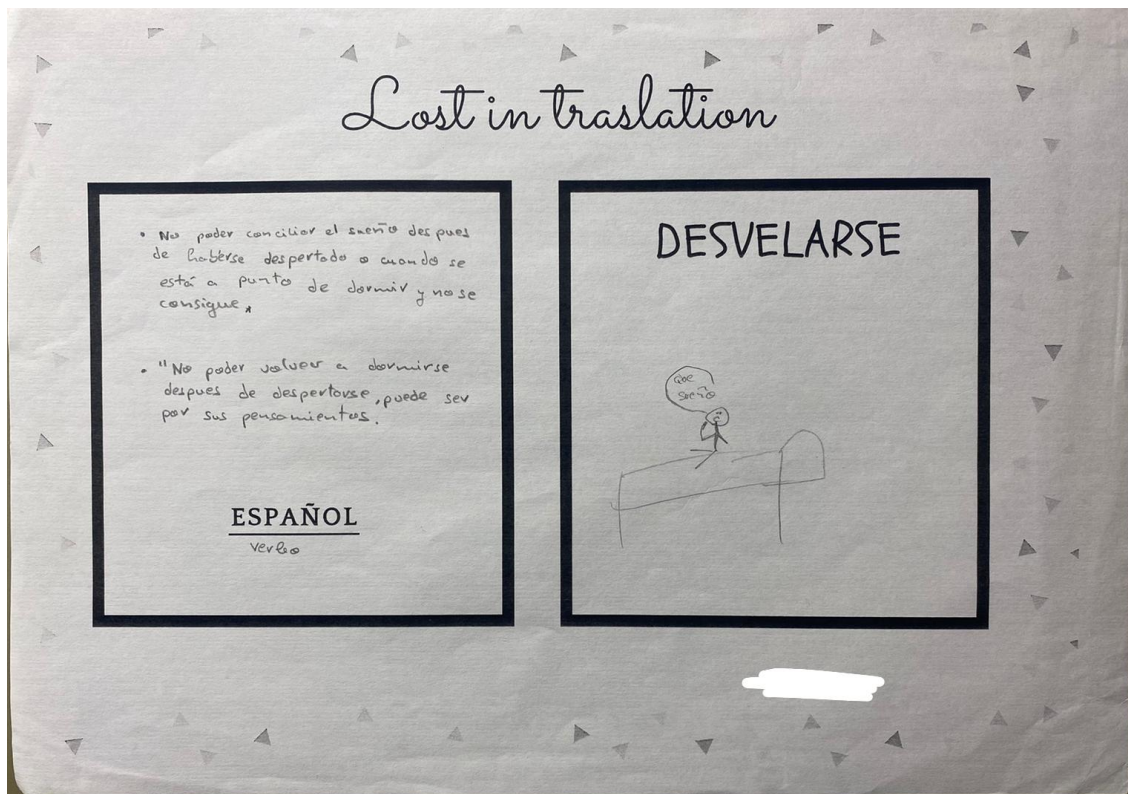 Lost in traslation
• No poder conciliar el sueño despues
de haberse despertado o cuando se
está a punto de dormir y no se
consigue.
• "No poder volver a dormirse
despues de despertarse, puede ser
por sus pensamientos.
ESPAÑOL
verbo
DESVELARSE
Que
sueño